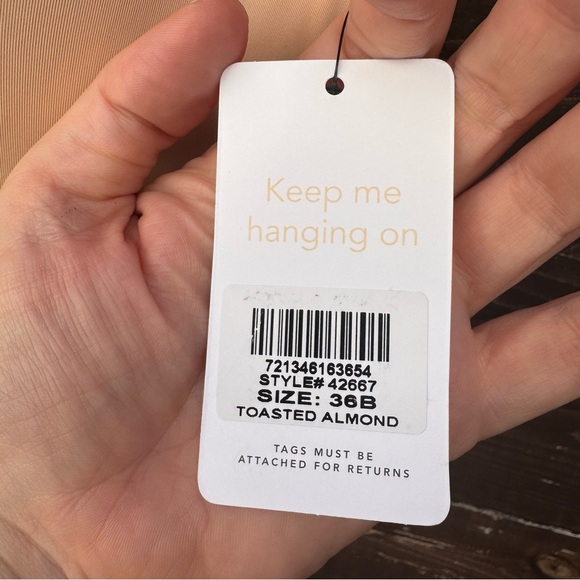 Keep me
hanging on
721346163654
STYLE# 42667
SIZE: 36B
TOASTED ALMOND
TAGS MUST BE
ATTACHED FOR RETURNS